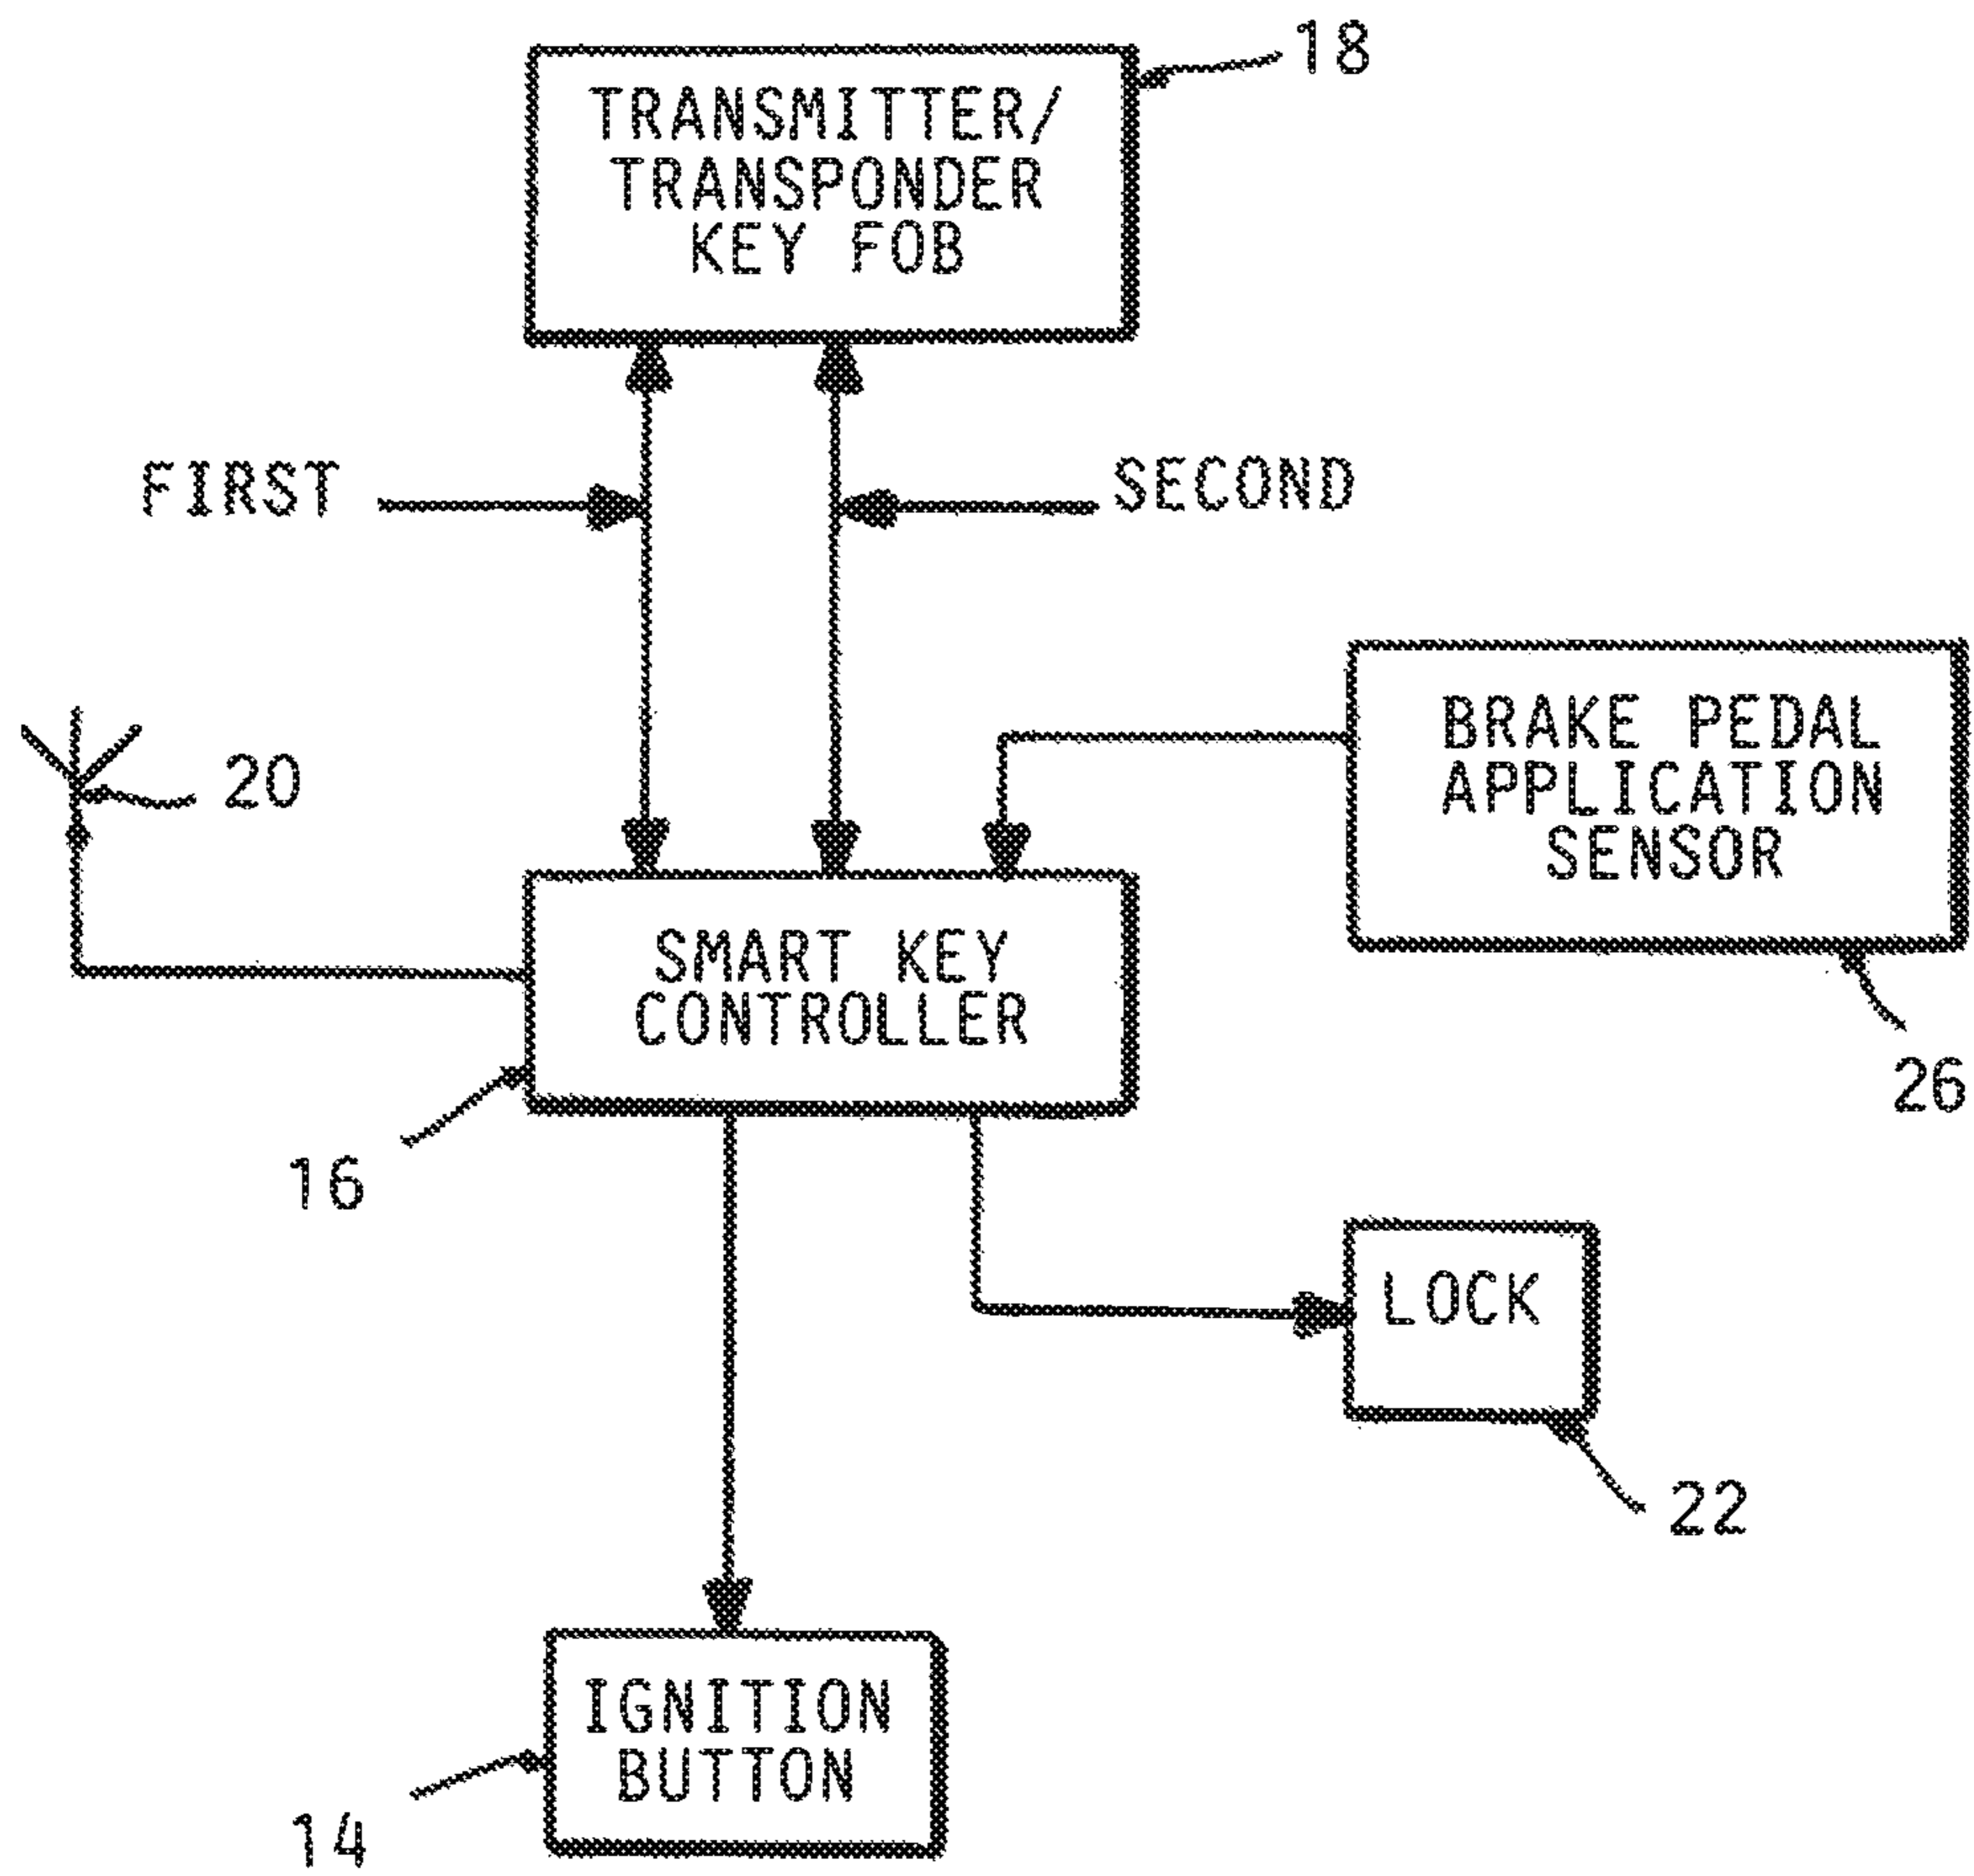 18
TRANSMITTER/
TRANSPONDER
KEY FOB
FIRST
SECOND
20
BRAKE PEDAL
APPLICATION
SENSOR
26
SMART KEY
CONTROLLER
16
LOCK
22
IGNITION
BUTTON
14